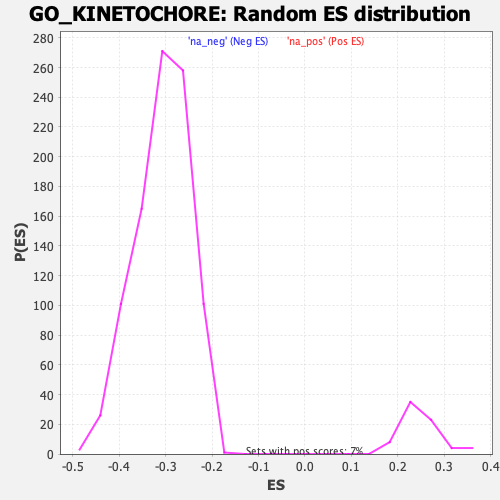 GO_KINETOCHORE: Random ES distribution
'na_neg' (Neg ES) 'na_pos' (Pos ES)
280
260
240
220
200
180
160
140
120
100
80
60
40
20
0
P(ES)
Sets with pos scores: 7%
-0.5 -0.4 -0.3 -0.2 -0.1 0.0 0.1 0.2 0.3 0.4
ES